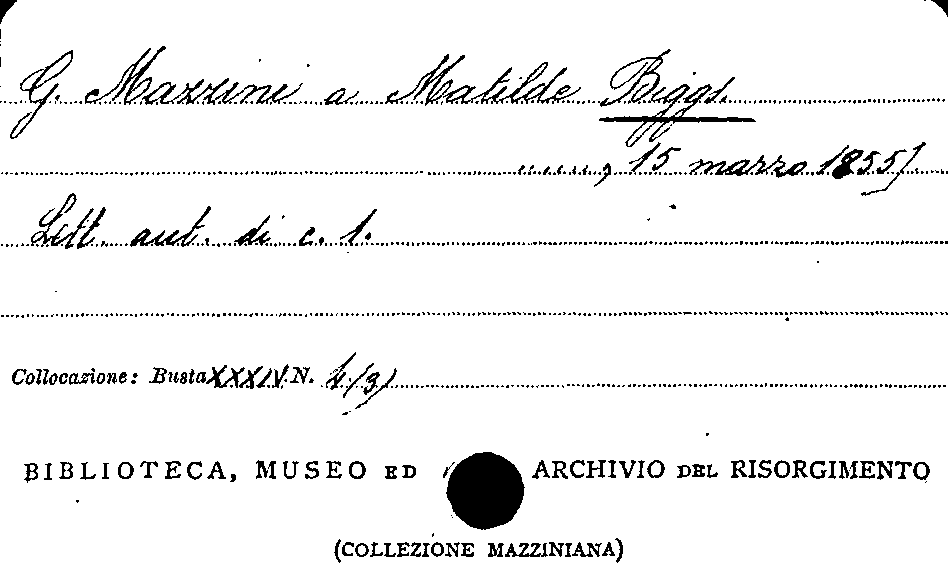 G. Mazzini a Matilde Biggs.
......, 15 marzo 1855].
Lett. aut. di c. 1.
Collocazione: Busta XXXIV N. 4/3)
BIBLIOTECA, MUSEO ED ARCHIVIO DEL RISORGIMENTO
(COLLEZIONE MAZZINIANA)